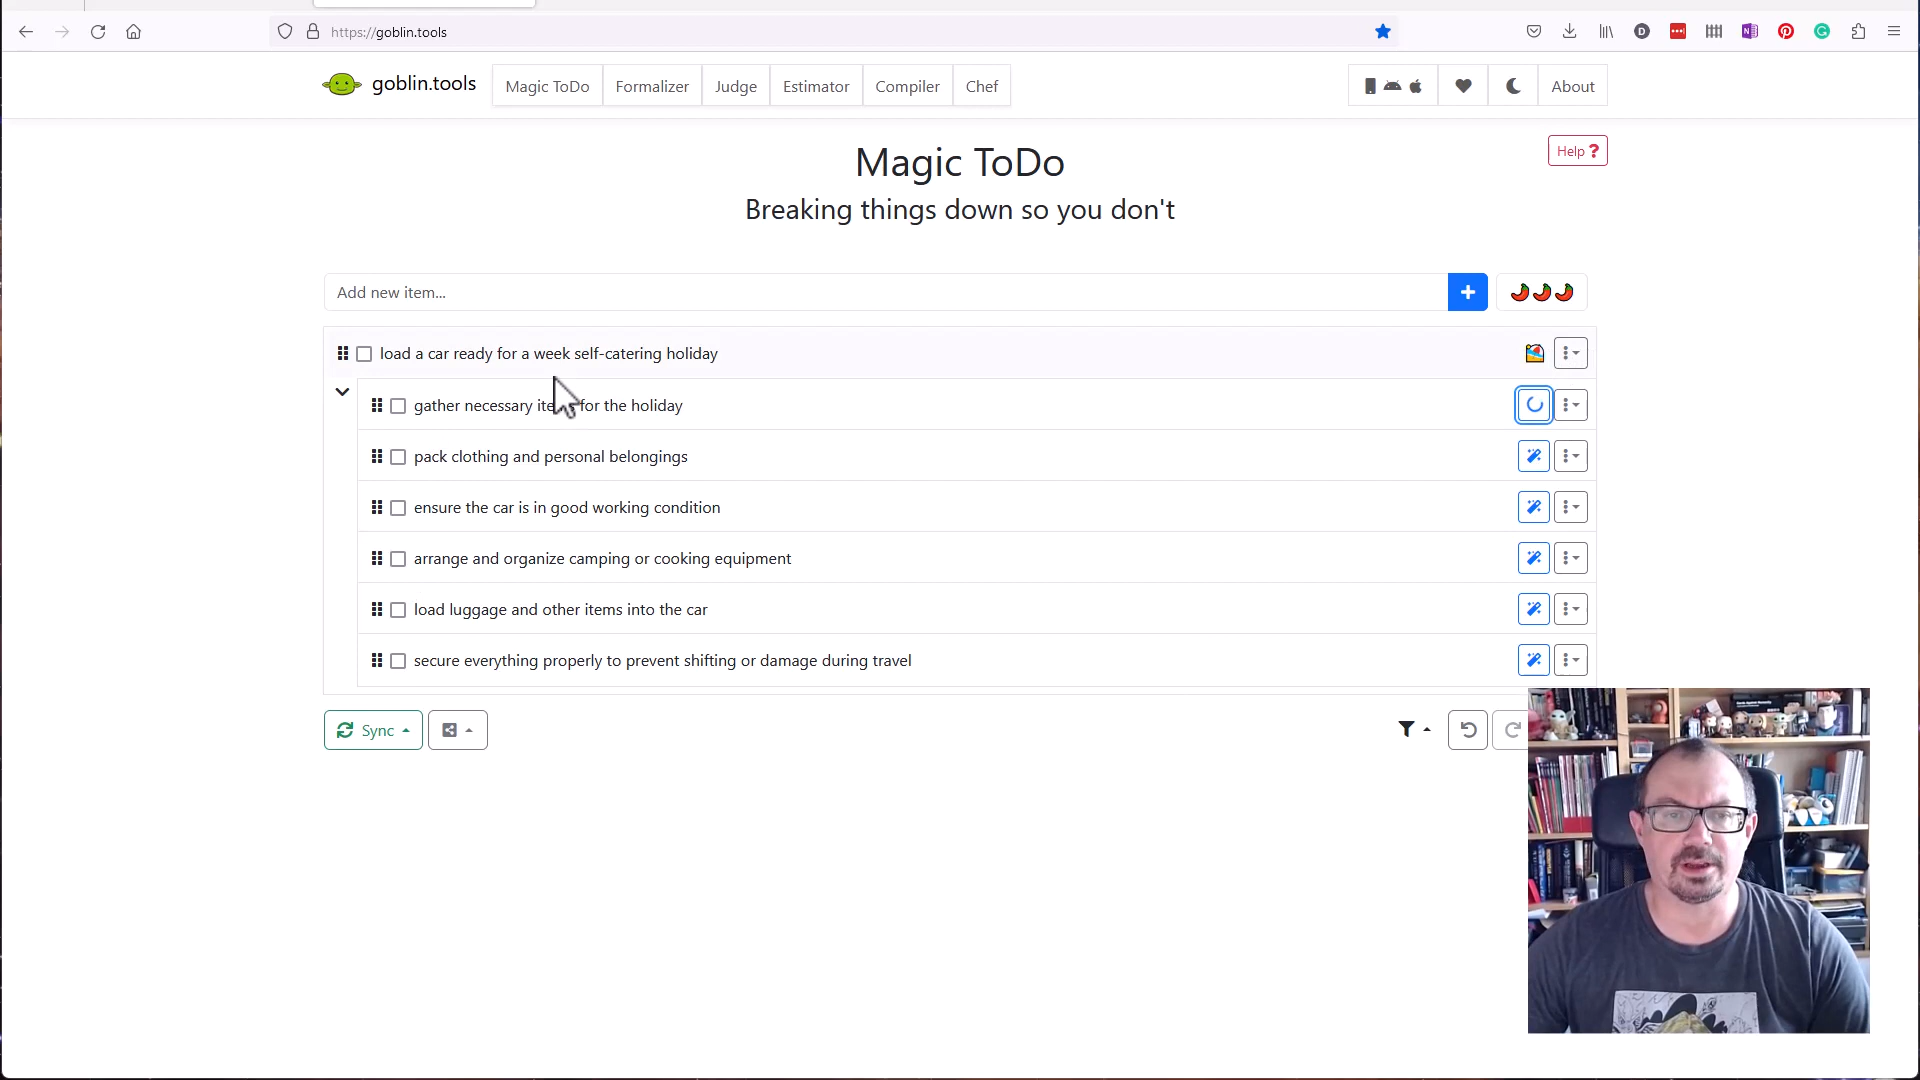 https://goblin.tools
goblin.tools
Magic ToDo
Formalizer
Judge
Estimator
Compiler
Chef
About
Magic ToDo
Help ?
Breaking things down so you don't
Add new item...
load a car ready for a week self-catering holiday
gather necessary ite for the holiday
pack clothing and personal belongings
ensure the car is in good working condition
arrange and organize camping or cooking equipment
load luggage and other items into the car
secure everything properly to prevent shifting or damage during travel
Sync